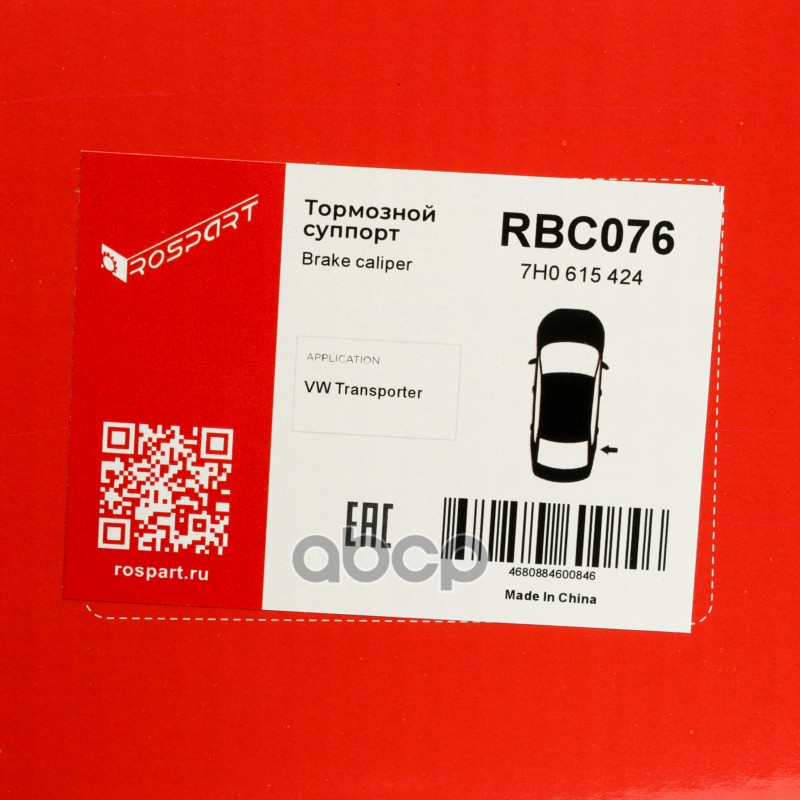 ROSPART
Тормозной
суппорт
Brake caliper
RBC076
7H0 615 424
APPLICATION
VW Transporter
rospart.ru
EAC
abcp
4680884600846
Made In China